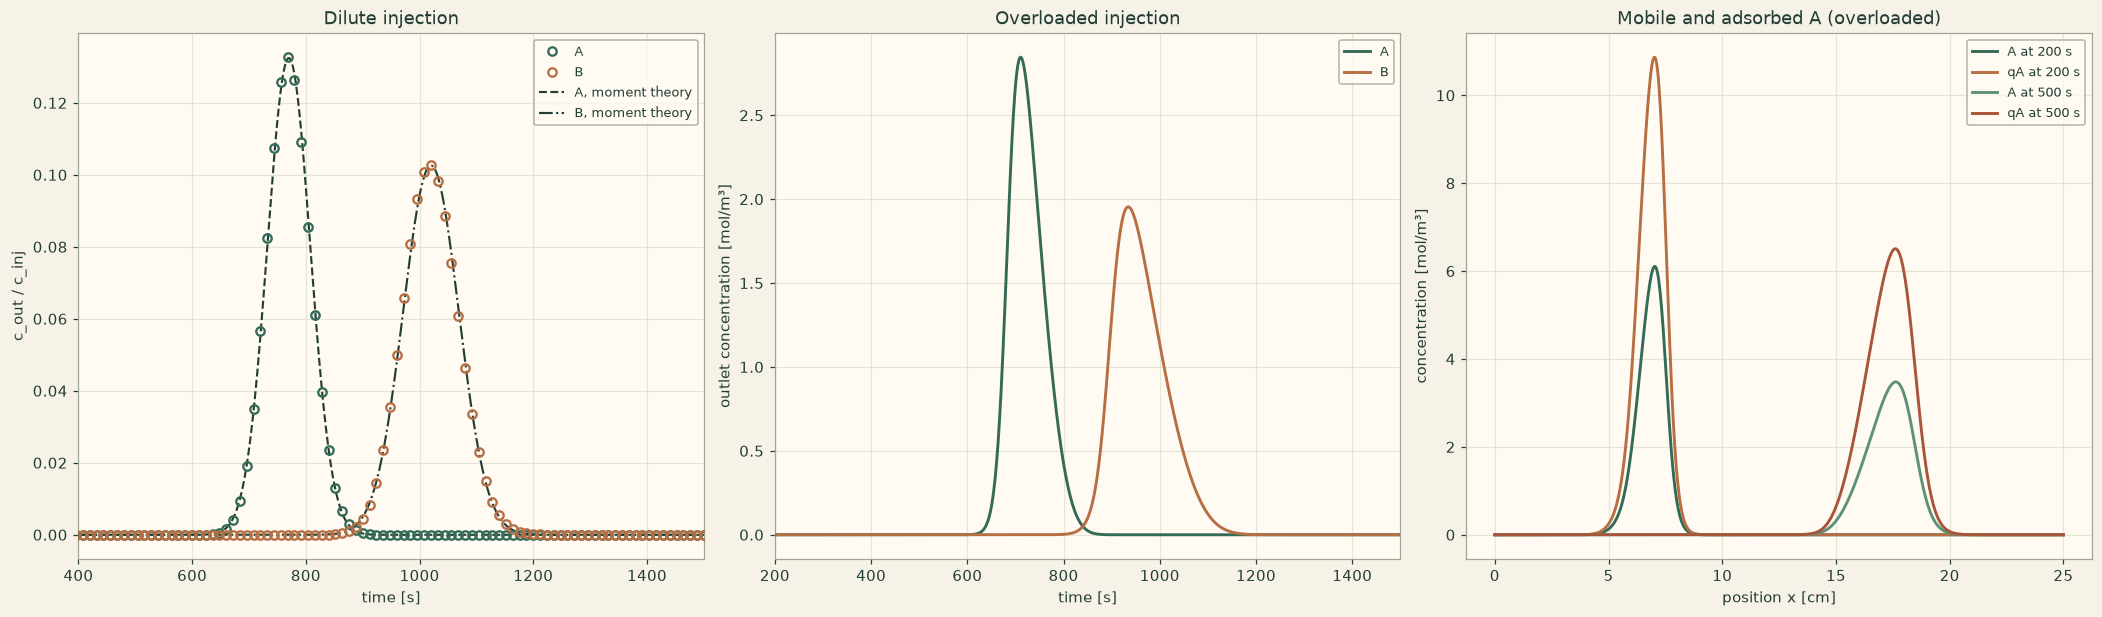 Dilute injection
c_out / c_inj
0.12
0.10
0.08
0.06
0.04
0.02
0.00
400 600 800 1000 1200 1400
time [s]
A
B
A, moment theory
B, moment theory
Overloaded injection
outlet concentration [mol/m³]
2.5
2.0
1.5
1.0
0.5
0.0
200 400 600 800 1000 1200 1400
time [s]
A
B
Mobile and adsorbed A (overloaded)
concentration [mol/m³]
10
8
6
4
2
0
0 5 10 15 20 25
position x [cm]
A at 200 s
qA at 200 s
A at 500 s
qA at 500 s